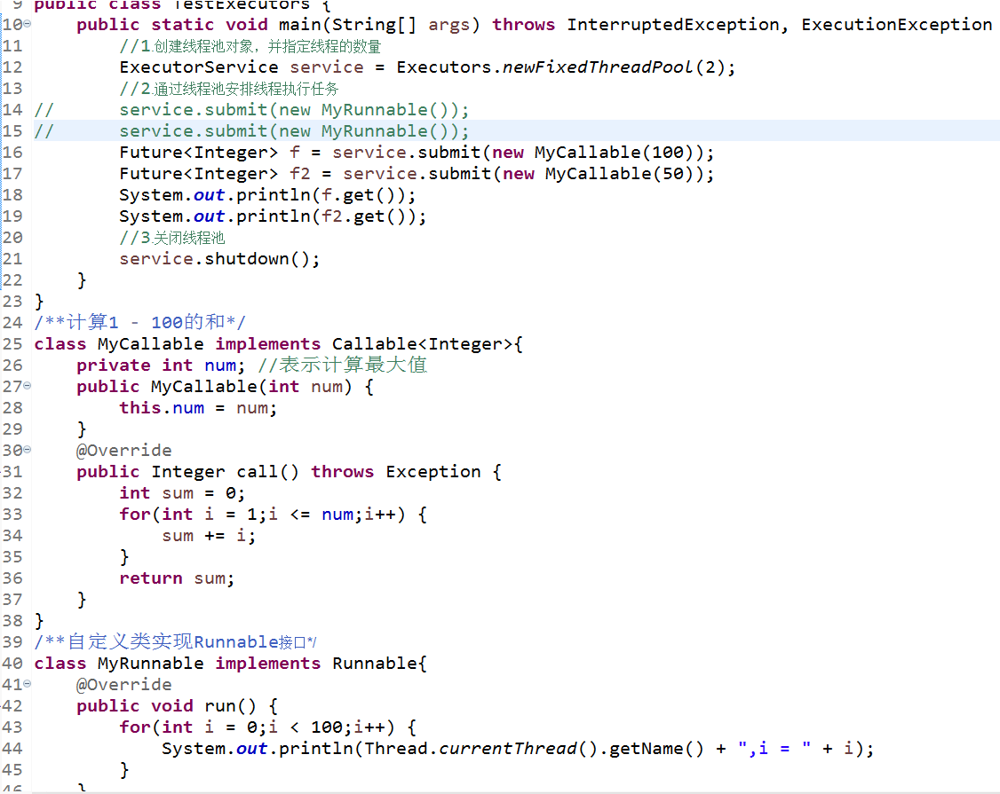 9 public class TestExecutors {
10 public static void main(String[] args) throws InterruptedException, ExecutionException
11 //1.创建线程池对象，并指定线程的数量
12 ExecutorService service = Executors.newFixedThreadPool(2);
13 //2.通过线程池安排线程执行任务
14 // service.submit(new MyRunnable());
15 // service.submit(new MyRunnable());
16 Future<Integer> f = service.submit(new MyCallable(100));
17 Future<Integer> f2 = service.submit(new MyCallable(50));
18 System.out.println(f.get());
19 System.out.println(f2.get());
20 //3.关闭线程池
21 service.shutdown();
22 }
23 }
24 /**计算1 - 100的和*/
25 class MyCallable implements Callable<Integer>{
26 private int num; //表示计算最大值
27 public MyCallable(int num) {
28 this.num = num;
29 }
30 @Override
31 public Integer call() throws Exception {
32 int sum = 0;
33 for(int i = 1;i <= num;i++) {
34 sum += i;
35 }
36 return sum;
37 }
38 }
39 /**自定义类实现Runnable接口*/
40 class MyRunnable implements Runnable{
41 @Override
42 public void run() {
43 for(int i = 0;i < 100;i++) {
44 System.out.println(Thread.currentThread().getName() + ",i = " + i);
45 }
46 }